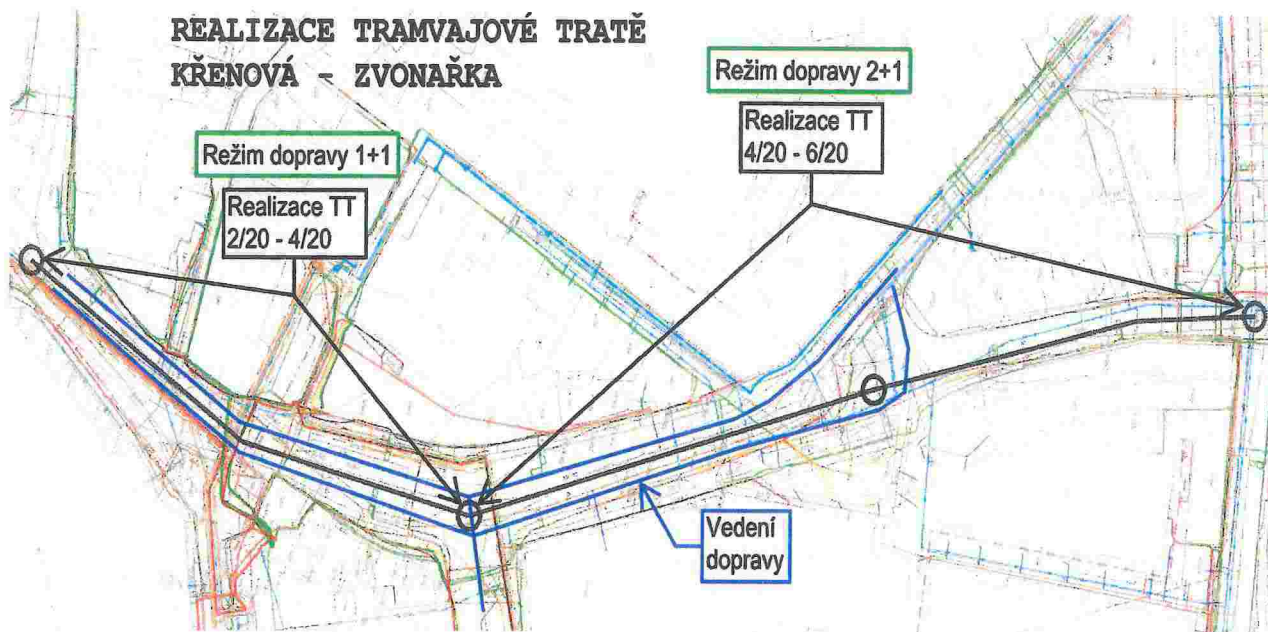 REALIZACE TRAMVAJOVÉ TRATĚ
KŘENOVÁ - ZVONAŘKA
Režim dopravy 2+1
Realizace TT
4/20 - 6/20
Režim dopravy 1+1
Realizace TT
2/20 - 4/20
Vedení
dopravy